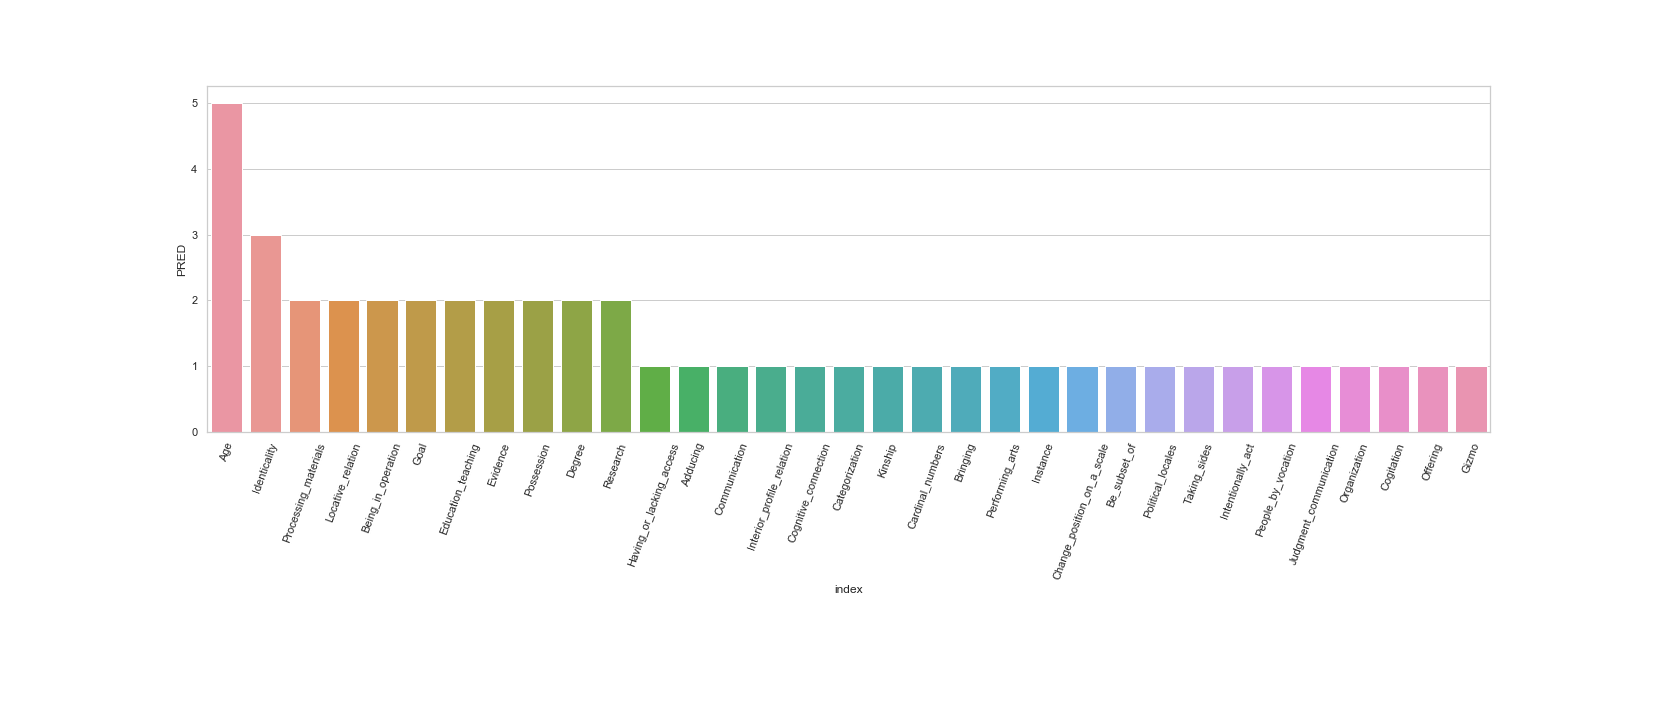 PRED
5
4
3
2
1
0
Age
Identicality
Processing_materials
Locative_relation
Being_in_operation
Goal
Education_teaching
Evidence
Possession
Degree
Research
Having_or_lacking_access
Adducing
Communication
Interior_profile_relation
Cognitive_connection
Categorization
Kinship
Cardinal_numbers
Bringing
Performing_arts
Instance
Change_position_on_a_scale
Be_subset_of
Political_locales
Taking_sides
Intentionally_act
People_by_vocation
Judgment_communication
Organization
Cogitation
Offering
Gizmo
index